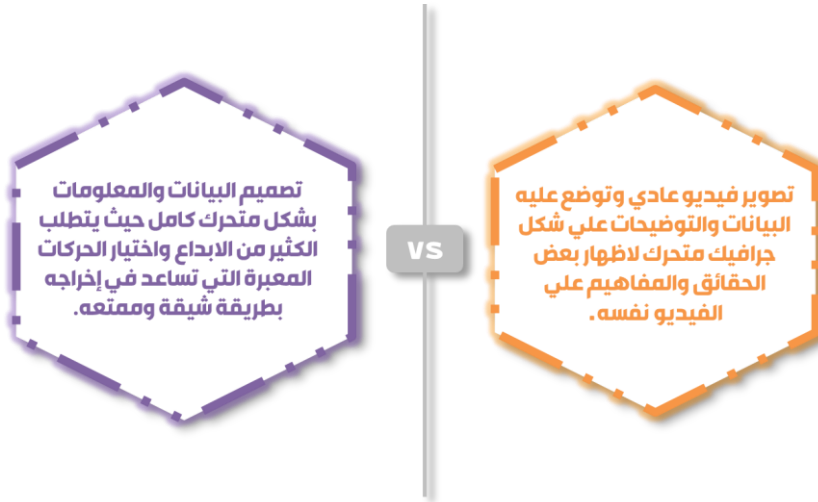 تصوير فيديو عادي وتوضع عليه
البيانات والتوضيحات علي شكل
جرافيك متحرك لاظهار بعض
الحقائق والمفاهيم علي
الفيديو نفسه.
vs
تصميم البيانات والمعلومات
بشكل متحرك كامل حيث يتطلب
الكثير من الابداع واختيار الحركات
المعبرة التي تساعد في إخراجه
بطريقة شيقة وممتعه.